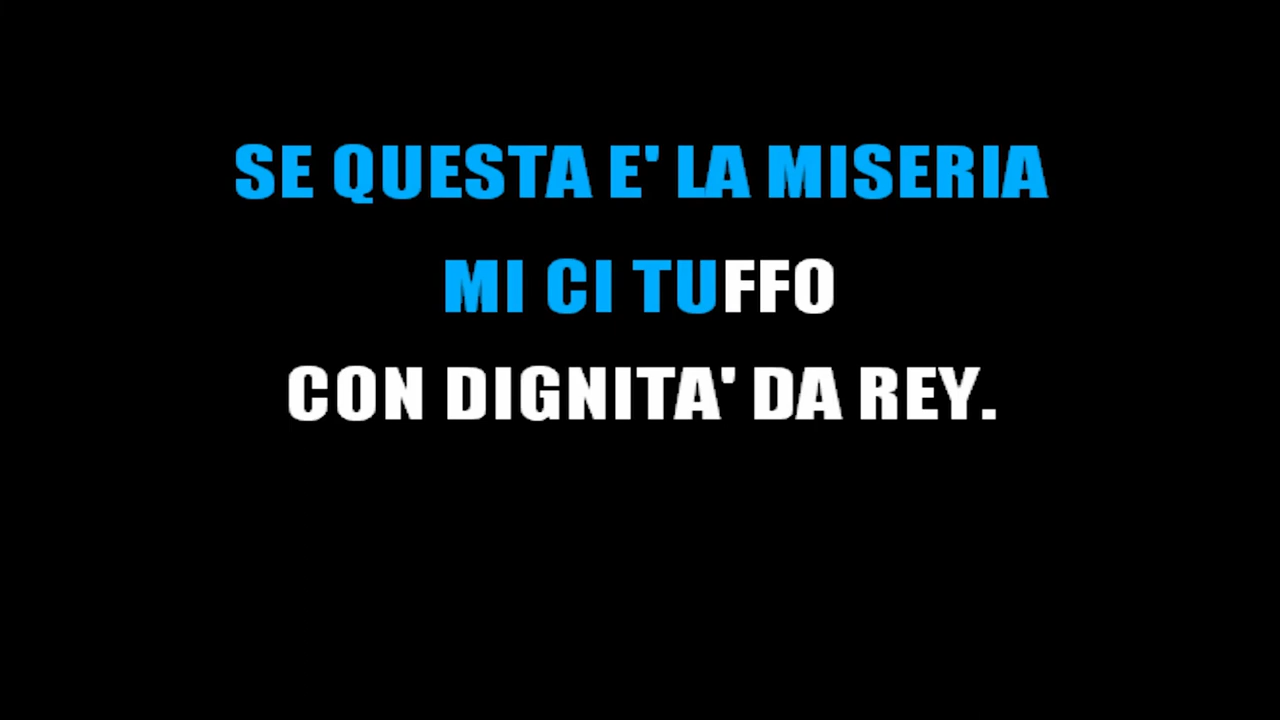 SE QUESTA E' LA MISERIA
MI CI TUFFO
CON DIGNITA' DA REY.